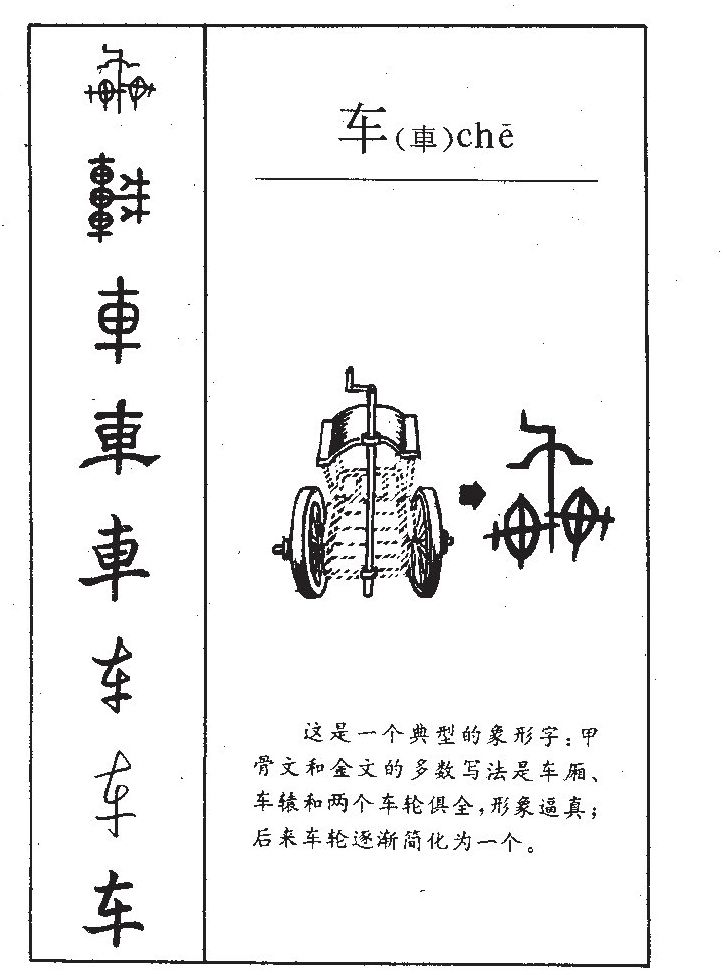 车(車)chē
車
車
車
车
车
车
这是一个典型的象形字:甲
骨文和金文的多数写法是车厢、
车辕和两个车轮俱全,形象逼真;
后来车轮逐渐简化为一个。